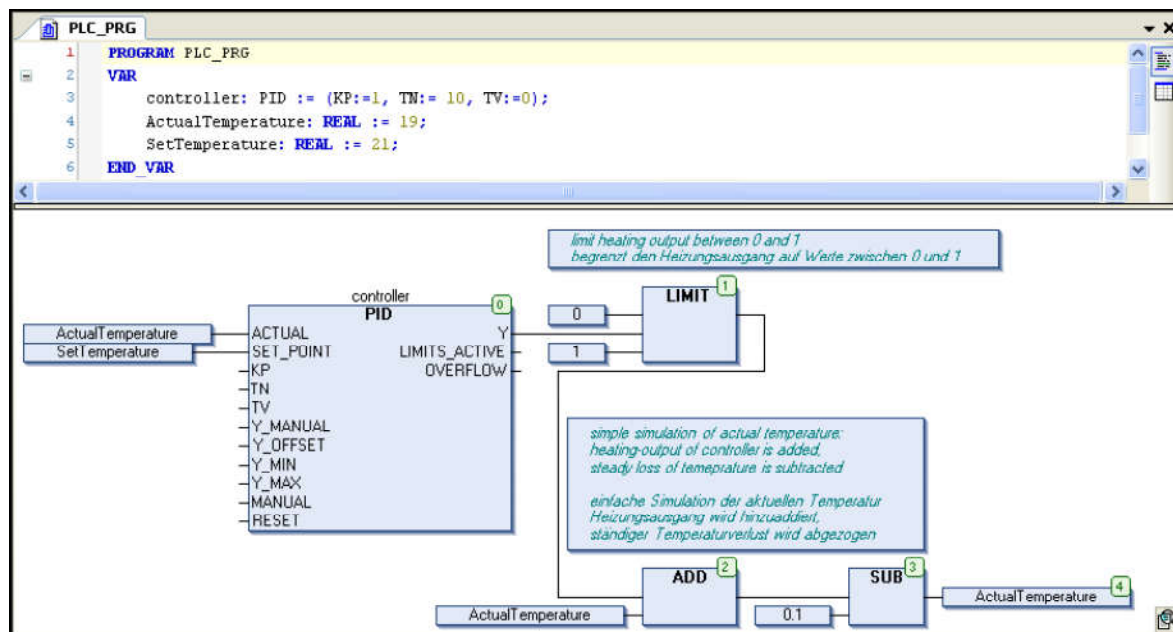 PLC_PRG
1 PROGRAM PLC_PRG
2 VAR
3 controller: PID := (KP:=1, TN:= 10, TV:=0);
4 ActualTemperature: REAL := 19;
5 SetTemperature: REAL := 21;
6 END_VAR
limit heating output between 0 and 1
begrenzt den Heizungsausgang auf Werte zwischen 0 und 1
controller
PID
0
ActualTemperature
SetTemperature
ACTUAL
SET_POINT
KP
TN
TV
Y_MANUAL
Y_OFFSET
Y_MIN
Y_MAX
MANUAL
RESET
Y
LIMITS_ACTIVE
OVERFLOW
0
1
LIMIT
1
simple simulation of actual temperature:
heating-output of controller is added,
steady loss of temeprature is subtracted
einfache Simulation der aktuellen Temperatur
Heizungsausgang wird hinzuaddiert,
ständiger Temperaturverlust wird abgezogen
ActualTemperature
ADD
2
0.1
SUB
3
ActualTemperature
4